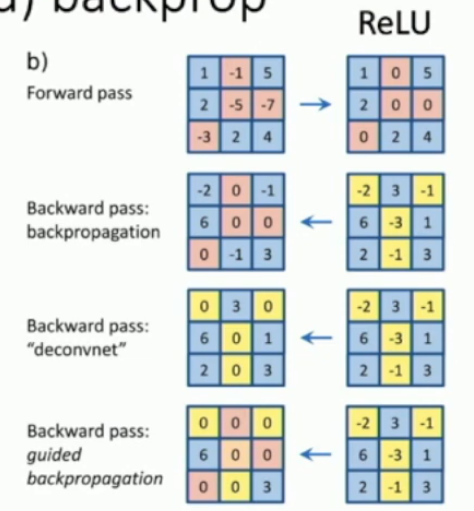 d) backprop
ReLU
b)
Forward pass
1 -1 5
2 -5 -7
-3 2 4
1 0 5
2 0 0
0 2 4
Backward pass:
backpropagation
-2 0 -1
6 0 0
0 -1 3
-2 3 -1
6 -3 1
2 -1 3
Backward pass:
“deconvnet”
0 3 0
6 0 1
2 0 3
-2 3 -1
6 -3 1
2 -1 3
Backward pass:
guided
backpropagation
0 0 0
6 0 0
0 0 3
-2 3 -1
6 -3 1
2 -1 3